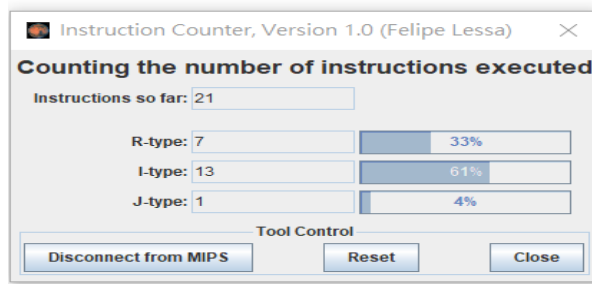 Instruction Counter, Version 1.0 (Felipe Lessa)
Counting the number of instructions executed
Instructions so far: 21
R-type: 7 33%
I-type: 13 61%
J-type: 1 4%
Tool Control
Disconnect from MIPS Reset Close